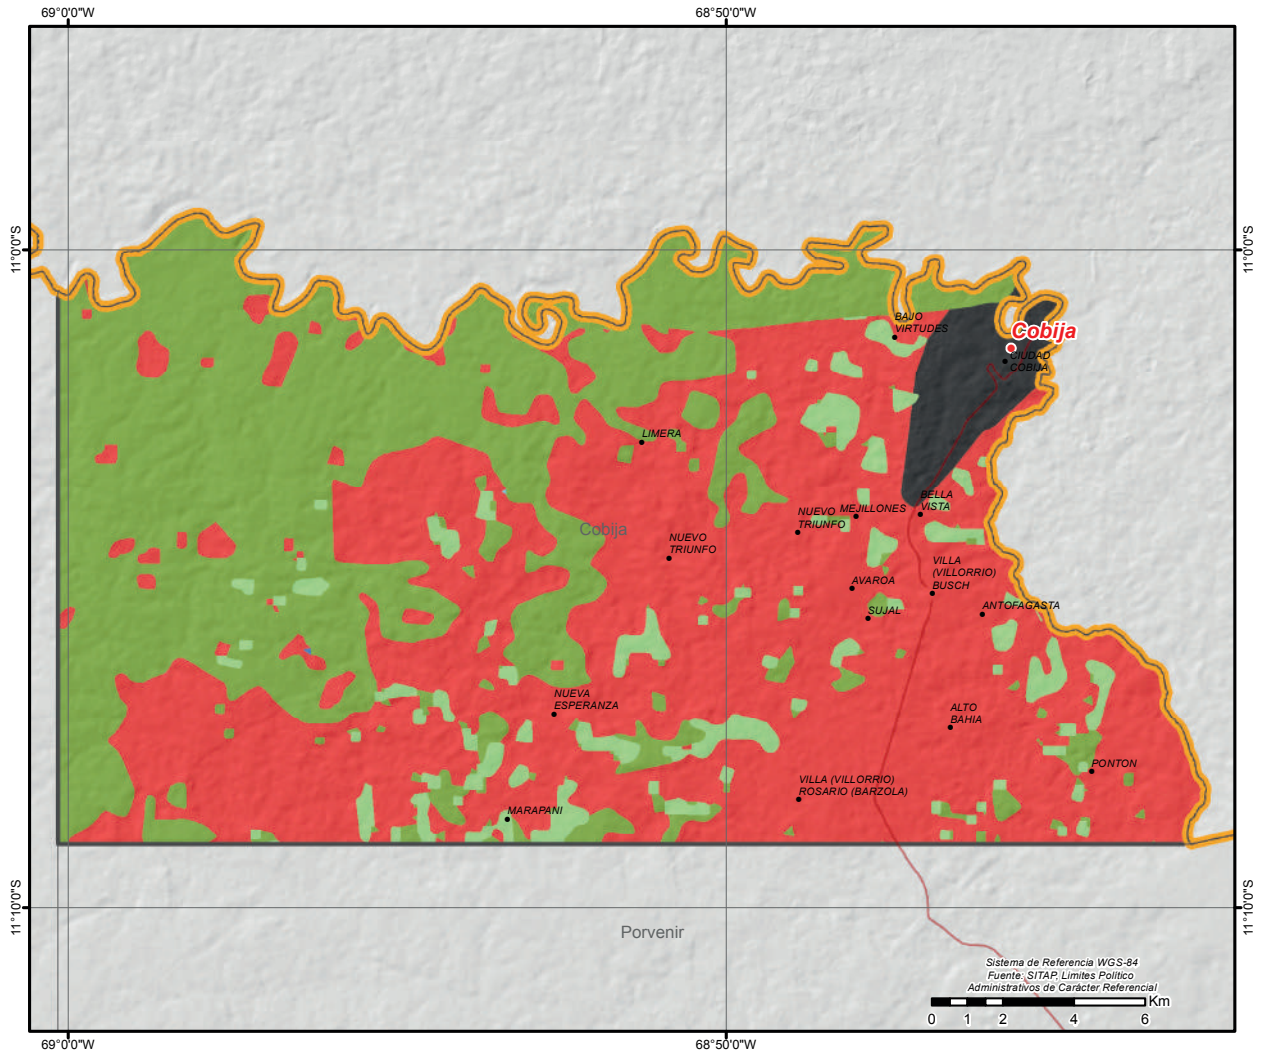 69°0'0"W
68°50'0"W
11°0'0"S
11°0'0"S
BAJO
VIRTUDES
Cobija
CIUDAD
COBIJA
LIMERA
BELLA
VISTA
MEJILLONES
NUEVO
TRIUNFO
Cobija
NUEVO
TRIUNFO
VILLA
(VILLORRIO)
BUSCH
AVAROA
SUJAL
ANTOFAGASTA
NUEVA
ESPERANZA
ALTO
BAHIA
PONTON
VILLA (VILLORRIO)
ROSARIO (BARZOLA)
MARAPANI
11°10'0"S
11°10'0"S
Porvenir
Sistema de Referencia WGS-84
Fuente: SITAP, Limites Político
Administrativos de Carácter Referencial
Km
0 1 2 4 6
69°0'0"W
68°50'0"W